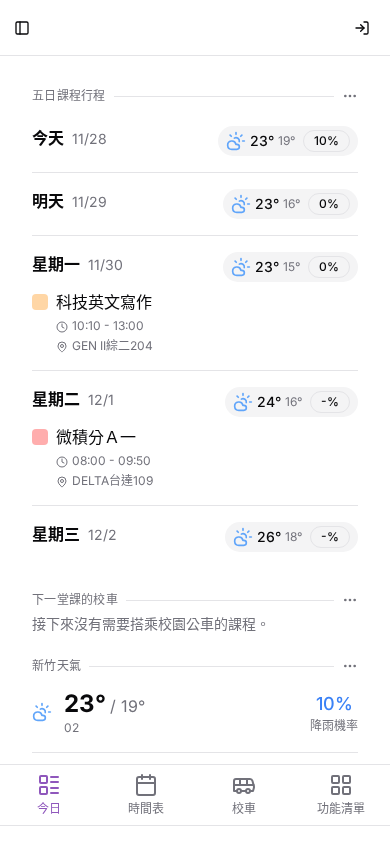 五日課程行程
今天 11/28 23° 19° 10%
明天 11/29 23° 16° 0%
星期一 11/30 23° 15° 0%
科技英文寫作
10:10 - 13:00
GEN II綜二204
星期二 12/1 24° 16° -%
微積分Ａ一
08:00 - 09:50
DELTA台達109
星期三 12/2 26° 18° -%
下一堂課的校車
接下來沒有需要搭乘校園公車的課程。
新竹天氣
23° / 19° 10%
02 降雨機率
今日 時間表 校車 功能清單